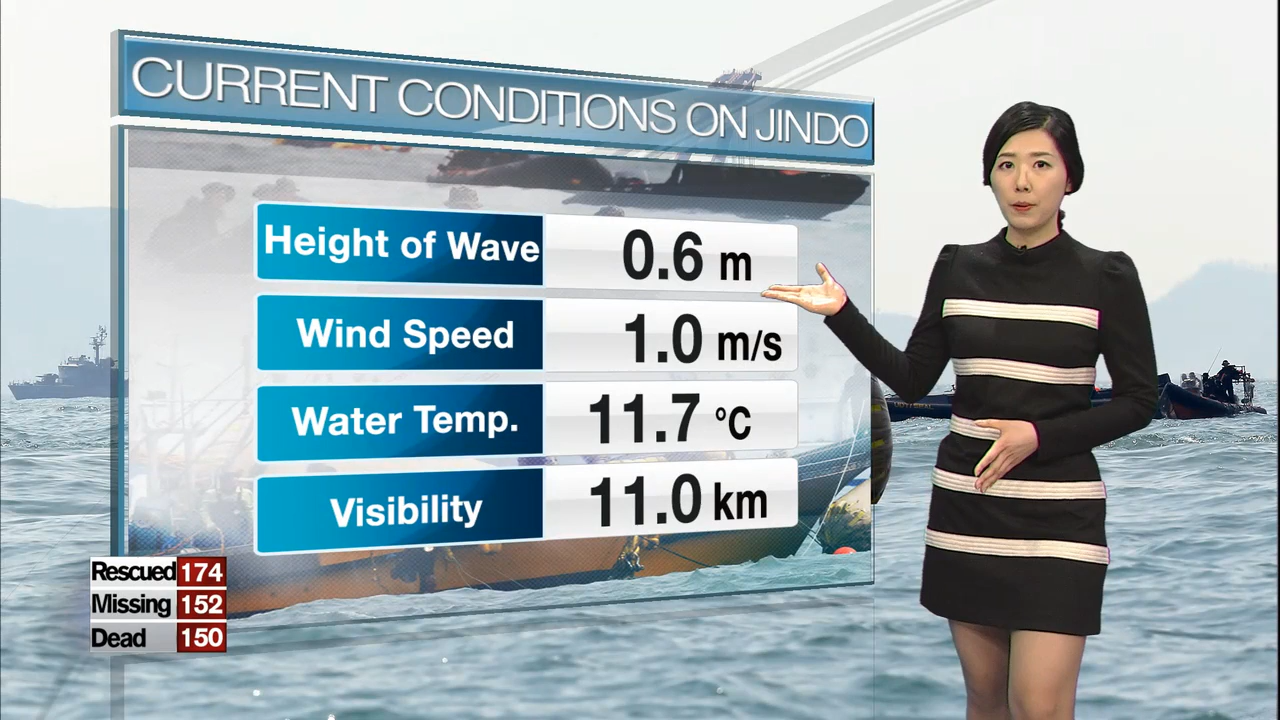 CURRENT CONDITIONS ON JINDO
Height of Wave 0.6 m
Wind Speed 1.0 m/s
Water Temp. 11.7 °C
Visibility 11.0 km
Rescued 174
Missing 152
Dead 150